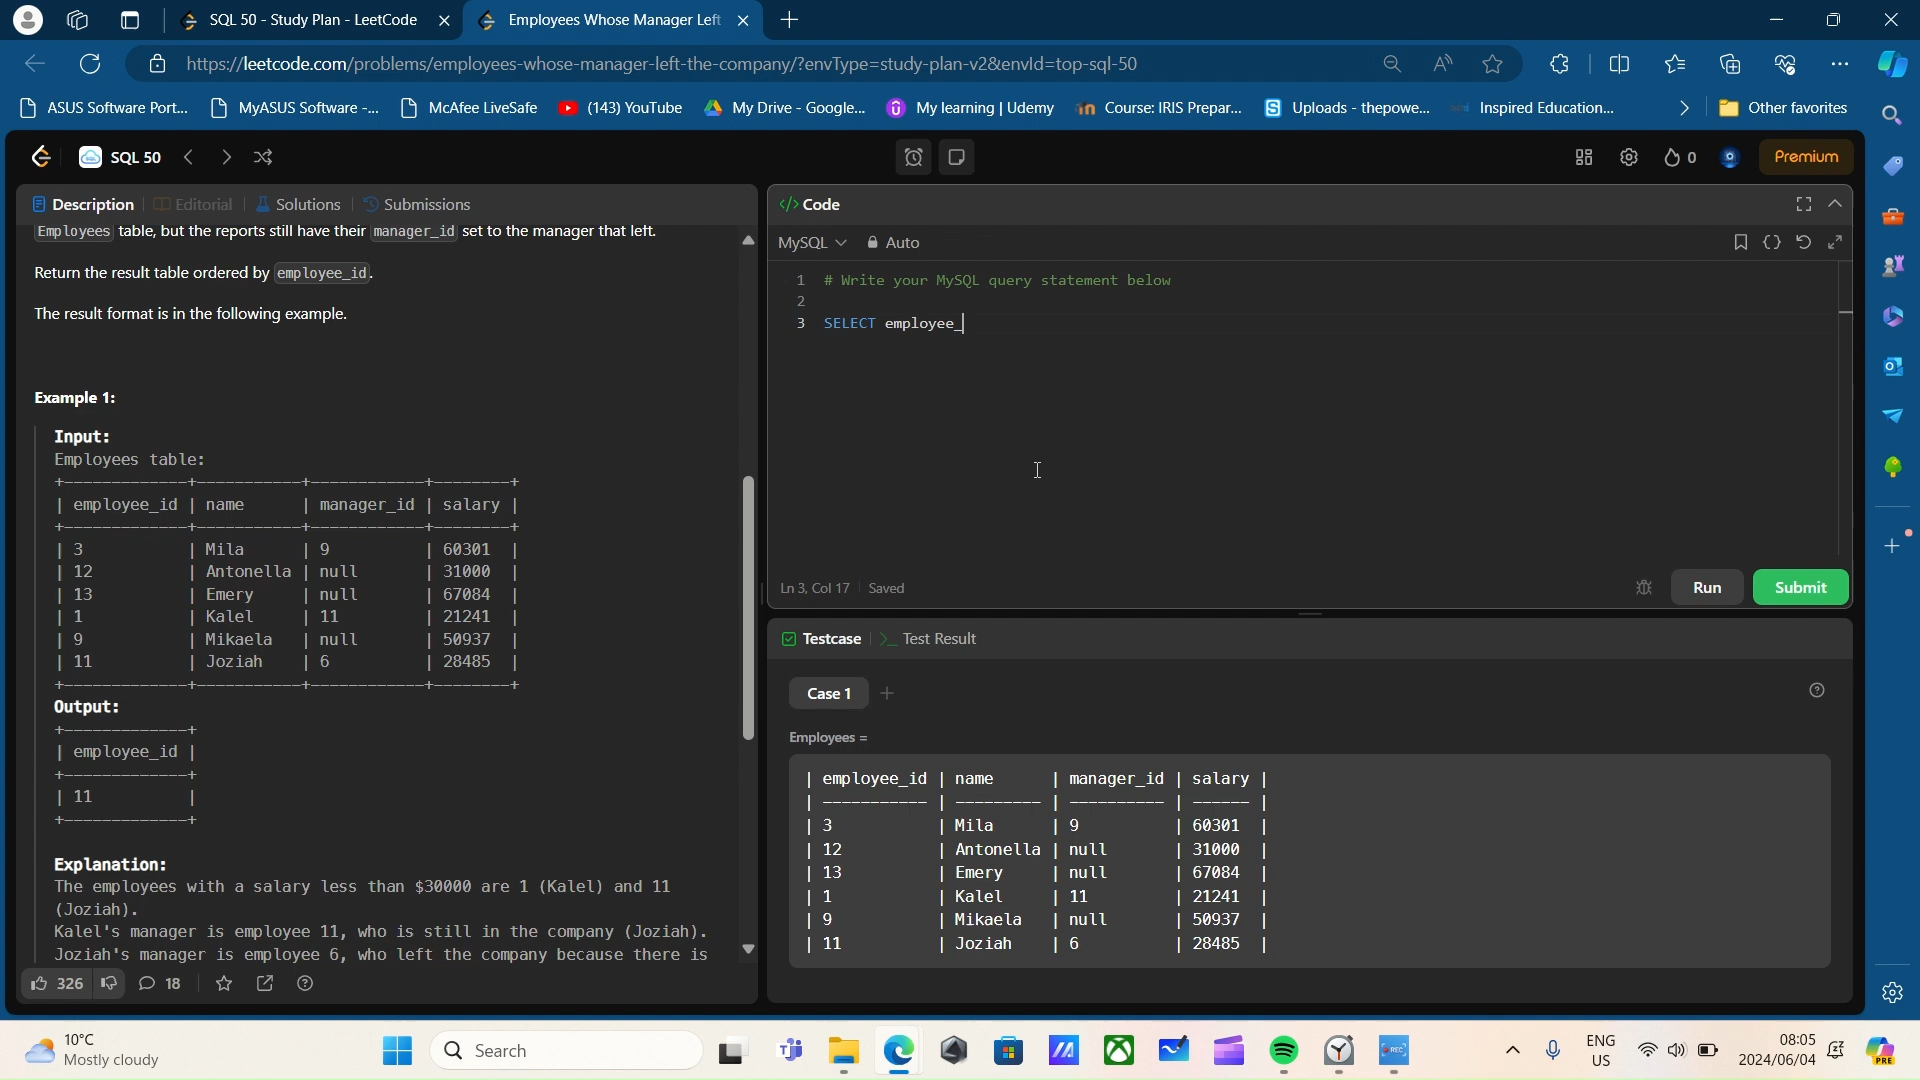 SQL 50 - Study Plan - LeetCode
Employees Whose Manager Left
https://leetcode.com/problems/employees-whose-manager-left-the-company/?envType=study-plan-v2&envId=top-sql-50
ASUS Software Port...
MyASUS Software -...
McAfee LiveSafe
(143) YouTube
My Drive - Google...
My learning | Udemy
Course: IRIS Prepar...
Uploads - thepowe...
Inspired Education...
Other favorites
SQL 50
0
Premium
Description
Editorial
Solutions
Submissions
Employees table, but the reports still have their manager_id set to the manager that left.
Return the result table ordered by employee_id.
The result format is in the following example.
Example 1:
Input:
Employees table:
+-------------+-----------+------------+--------+
| employee_id | name      | manager_id | salary |
+-------------+-----------+------------+--------+
| 3           | Mila      | 9          | 60301  |
| 12          | Antonella | null       | 31000  |
| 13          | Emery     | null       | 67084  |
| 1           | Kalel     | 11         | 21241  |
| 9           | Mikaela   | null       | 50937  |
| 11          | Joziah    | 6          | 28485  |
+-------------+-----------+------------+--------+
Output:
+-------------+
| employee_id |
+-------------+
| 11          |
+-------------+
Explanation:
The employees with a salary less than $30000 are 1 (Kalel) and 11
(Joziah).
Kalel's manager is employee 11, who is still in the company (Joziah).
Joziah's manager is employee 6, who left the company because there is
326
18
</> Code
MySQL
Auto
1 # Write your MySQL query statement below
2
3 SELECT employee_
Ln 3, Col 17
Saved
Run
Submit
Testcase
Test Result
Case 1
Employees =
| employee_id | name      | manager_id | salary |
| ----------- | --------- | ---------- | ------ |
| 3           | Mila      | 9          | 60301  |
| 12          | Antonella | null       | 31000  |
| 13          | Emery     | null       | 67084  |
| 1           | Kalel     | 11         | 21241  |
| 9           | Mikaela   | null       | 50937  |
| 11          | Joziah    | 6          | 28485  |
10°C
Mostly cloudy
Search
REC
ENG
US
08:05
2024/06/04
PRE